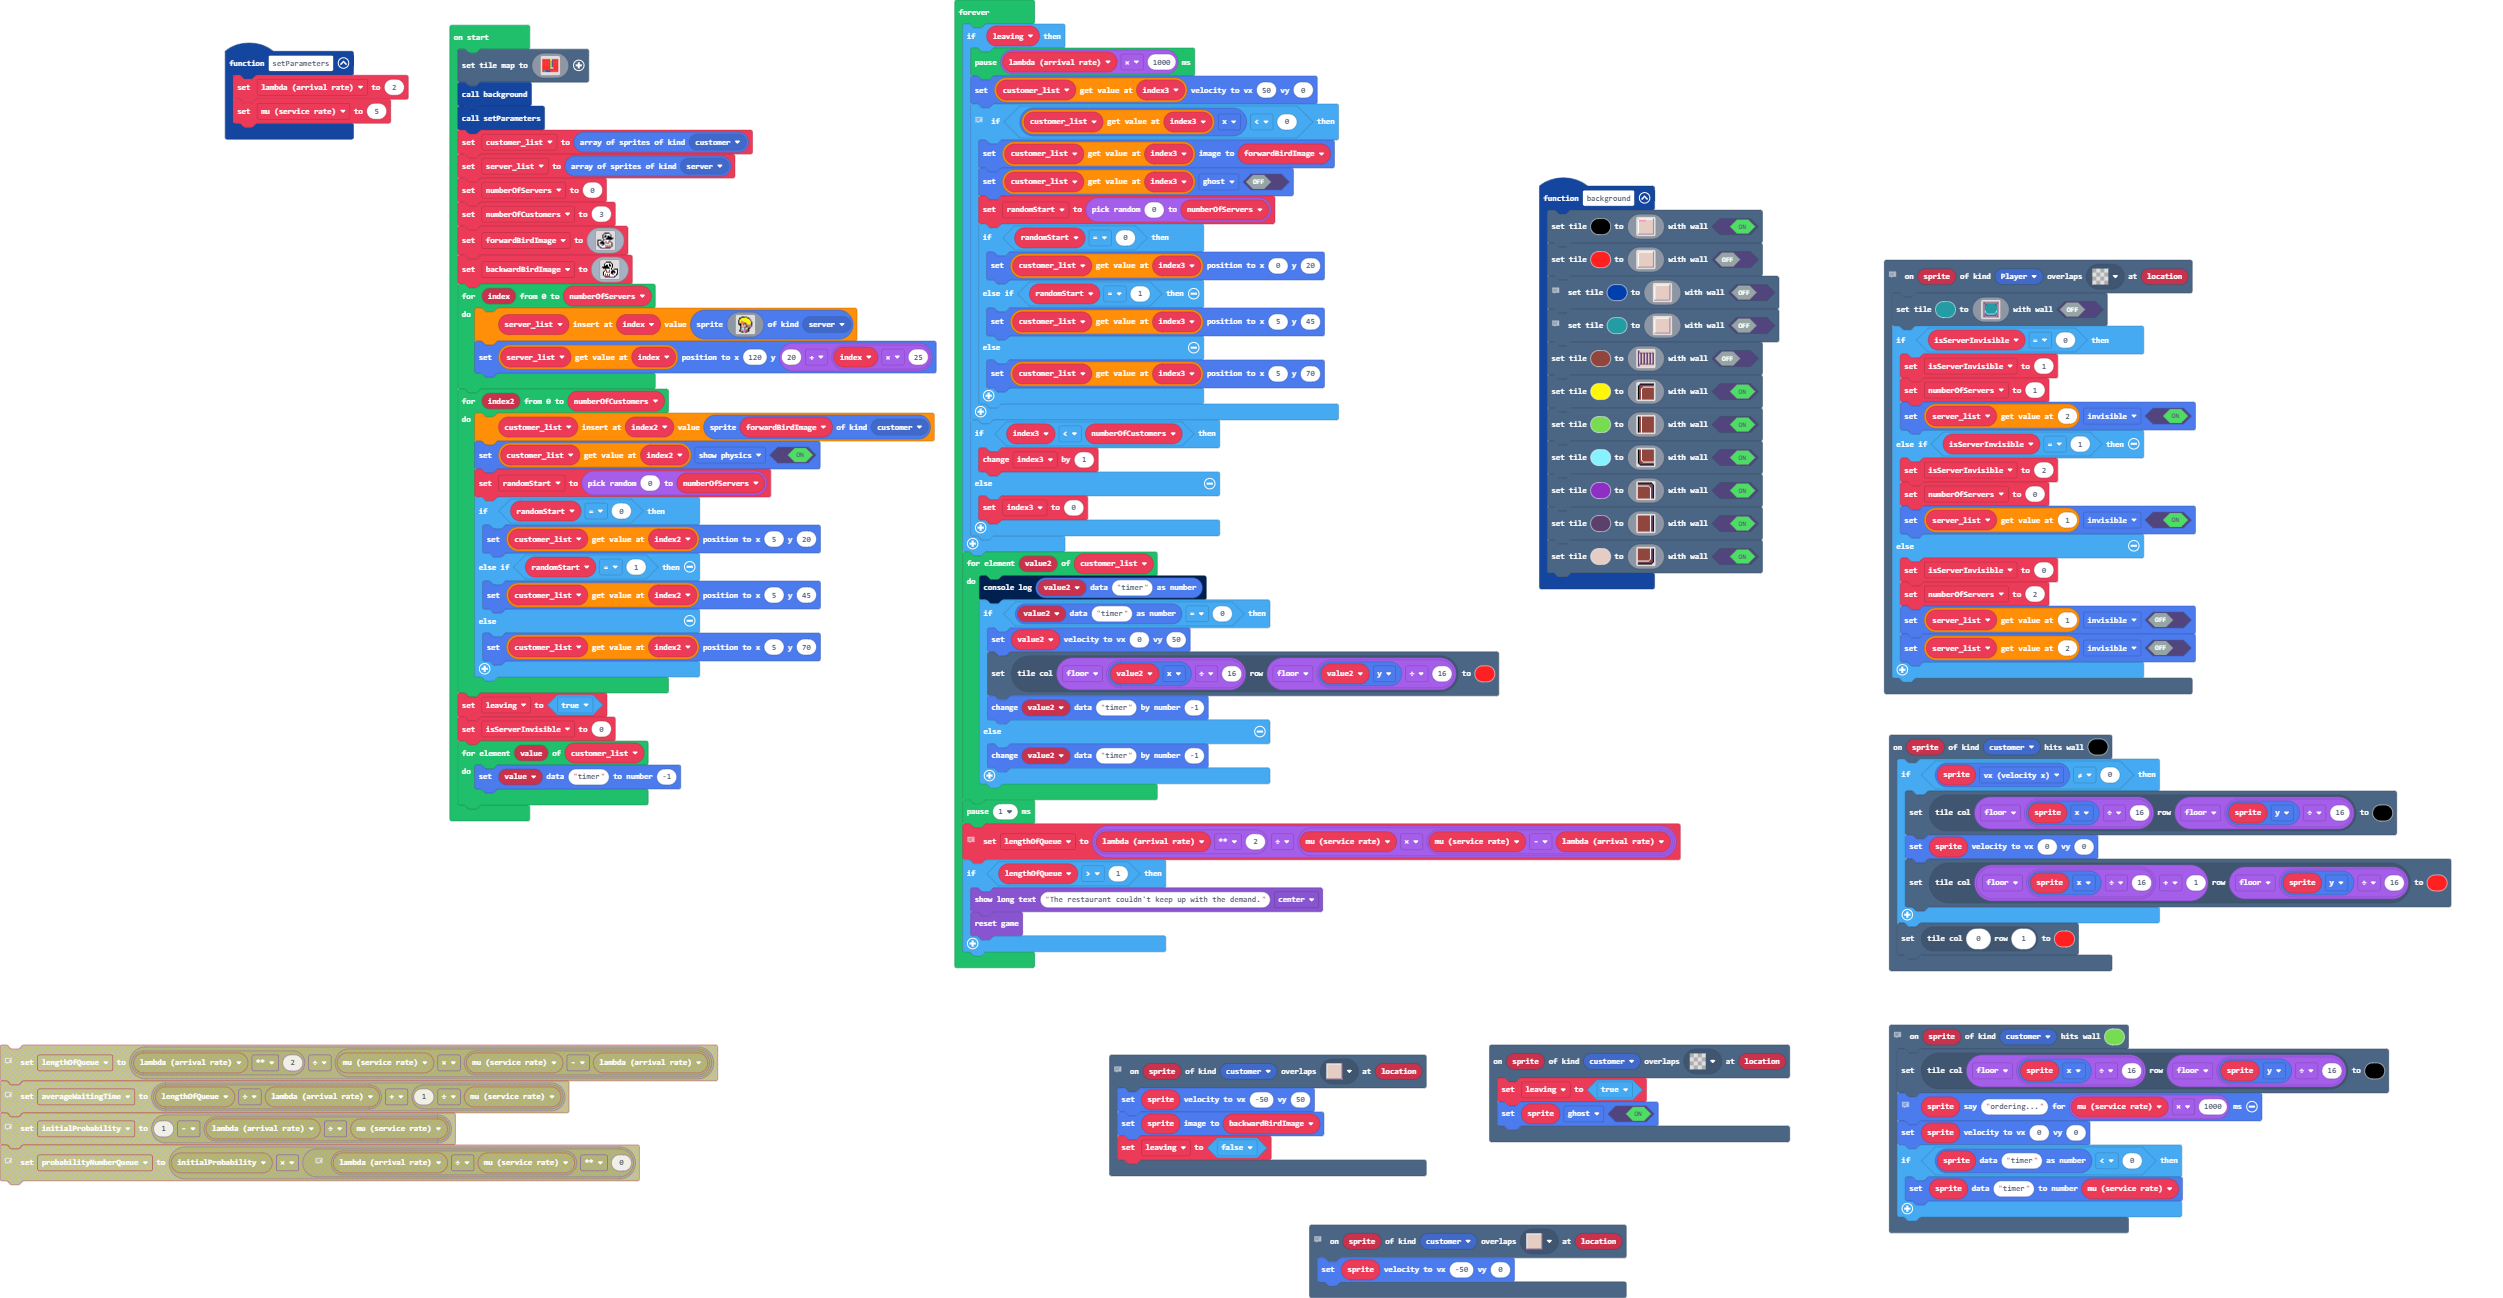 function setParameters
set lambda (arrival rate) to 2
set mu (service rate) to 5
on start
set tile map to
call background
call setParameters
set customer_list to array of sprites of kind customer
set server_list to array of sprites of kind server
set numberOfServers to 0
set numberOfCustomers to 3
set forwardBirdImage to
set backwardBirdImage to
for index from 0 to numberOfServers
do
server_list insert at index value sprite of kind server
set server_list get value at index position to x 120 y 20 + index × 25
for index2 from 0 to numberOfCustomers
do
customer_list insert at index2 value sprite forwardBirdImage of kind customer
set customer_list get value at index2 show physics ON
set randomStart to pick random 0 to numberOfServers
if randomStart = 0 then
set customer_list get value at index2 position to x 5 y 20
else if randomStart = 1 then
set customer_list get value at index2 position to x 5 y 45
else
set customer_list get value at index2 position to x 5 y 70
set leaving to true
set isServerInvisible to 0
for element value of customer_list
do set value data "timer" to number -1
forever
if leaving then
pause lambda (arrival rate) × 1000 ms
set customer_list get value at index3 velocity to vx 50 vy 0
if customer_list get value at index3 x < 0 then
set customer_list get value at index3 image to forwardBirdImage
set customer_list get value at index3 ghost OFF
set randomStart to pick random 0 to numberOfServers
if randomStart = 0 then
set customer_list get value at index3 position to x 0 y 20
else if randomStart = 1 then
set customer_list get value at index3 position to x 5 y 45
else
set customer_list get value at index3 position to x 5 y 70
if index3 < numberOfCustomers then
change index3 by 1
else
set index3 to 0
for element value2 of customer_list
do console log value2 data "timer" as number
if value2 data "timer" as number = 0 then
set value2 velocity to vx 0 vy 50
set tile col floor value2 x ÷ 16 row floor value2 y ÷ 16 to
change value2 data "timer" by number -1
else
change value2 data "timer" by number -1
pause 1 ms
set lengthOfQueue to lambda (arrival rate) ** 2 ÷ mu (service rate) × mu (service rate) - lambda (arrival rate)
if lengthOfQueue > 1 then
show long text "The restaurant couldn't keep up with the demand." center
reset game
function background
set tile to with wall ON
set tile to with wall OFF
set tile to with wall OFF
set tile to with wall OFF
set tile to with wall OFF
set tile to with wall ON
set tile to with wall ON
set tile to with wall ON
set tile to with wall ON
set tile to with wall ON
set tile to with wall ON
on sprite of kind Player overlaps at location
set tile to with wall OFF
if isServerInvisible = 0 then
set isServerInvisible to 1
set numberOfServers to 1
set server_list get value at 2 invisible ON
else if isServerInvisible = 1 then
set isServerInvisible to 2
set numberOfServers to 0
set server_list get value at 1 invisible ON
else
set isServerInvisible to 0
set numberOfServers to 2
set server_list get value at 1 invisible OFF
set server_list get value at 2 invisible OFF
on sprite of kind customer hits wall
if sprite vx (velocity x) ≠ 0 then
set tile col floor sprite x ÷ 16 row floor sprite y ÷ 16 to
set sprite velocity to vx 0 vy 0
set tile col floor sprite x ÷ 16 + 1 row floor sprite y ÷ 16 to
set tile col 0 row 1 to
set lengthOfQueue to lambda (arrival rate) ** 2 ÷ mu (service rate) × mu (service rate) - lambda (arrival rate)
set averageWaitingTime to lengthOfQueue ÷ lambda (arrival rate) + 1 ÷ mu (service rate)
set initialProbability to 1 - lambda (arrival rate) ÷ mu (service rate)
set probabilityNumberQueue to initialProbability × lambda (arrival rate) ÷ mu (service rate) ** 0
on sprite of kind customer overlaps at location
set sprite velocity to vx -50 vy 50
set sprite image to backwardBirdImage
set leaving to false
on sprite of kind customer overlaps at location
set leaving to true
set sprite ghost ON
on sprite of kind customer hits wall
set tile col floor sprite x ÷ 16 row floor sprite y ÷ 16 to
sprite say "ordering..." for mu (service rate) × 1000 ms
set sprite velocity to vx 0 vy 0
if sprite data "timer" as number < 0 then
set sprite data "timer" to number mu (service rate)
on sprite of kind customer overlaps at location
set sprite velocity to vx -50 vy 0